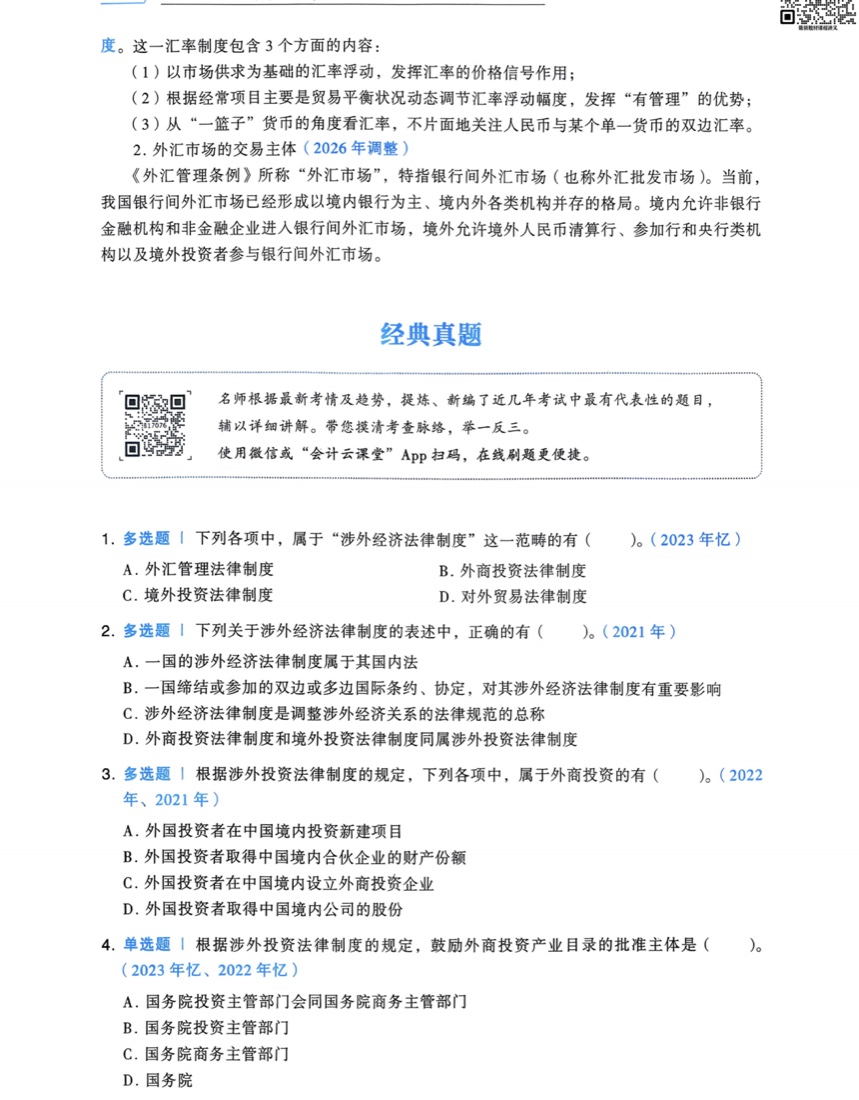 度。这一汇率制度包含 3 个方面的内容：
（1）以市场供求为基础的汇率浮动，发挥汇率的价格信号作用；
（2）根据经常项目主要是贸易平衡状况动态调节汇率浮动幅度，发挥“有管理”的优势；
（3）从“一篮子”货币的角度看汇率，不片面地关注人民币与某个单一货币的双边汇率。
2. 外汇市场的交易主体（2026 年调整）
《外汇管理条例》所称“外汇市场”，特指银行间外汇市场（也称外汇批发市场）。当前，
我国银行间外汇市场已经形成以境内银行为主、境内外各类机构并存的格局。境内允许非银行
金融机构和非金融企业进入银行间外汇市场，境外允许境外人民币清算行、参加行和央行类机
构以及境外投资者参与银行间外汇市场。
经典真题
名师根据最新考情及趋势，提炼、新编了近几年考试中最有代表性的题目，
辅以详细讲解。带您摸清考查脉络，举一反三。
使用微信或“会计云课堂”App 扫码，在线刷题更便捷。
817076
1. 多选题 | 下列各项中，属于“涉外经济法律制度”这一范畴的有（　　）。（2023 年忆）
A. 外汇管理法律制度 B. 外商投资法律制度
C. 境外投资法律制度 D. 对外贸易法律制度
2. 多选题 | 下列关于涉外经济法律制度的表述中，正确的有（　　）。（2021 年）
A. 一国的涉外经济法律制度属于其国内法
B. 一国缔结或参加的双边或多边国际条约、协定，对其涉外经济法律制度有重要影响
C. 涉外经济法律制度是调整涉外经济关系的法律规范的总称
D. 外商投资法律制度和境外投资法律制度同属涉外投资法律制度
3. 多选题 | 根据涉外投资法律制度的规定，下列各项中，属于外商投资的有（　　）。（2022
年、2021 年）
A. 外国投资者在中国境内投资新建项目
B. 外国投资者取得中国境内合伙企业的财产份额
C. 外国投资者在中国境内设立外商投资企业
D. 外国投资者取得中国境内公司的股份
4. 单选题 | 根据涉外投资法律制度的规定，鼓励外商投资产业目录的批准主体是（　　）。
（2023 年忆、2022 年忆）
A. 国务院投资主管部门会同国务院商务主管部门
B. 国务院投资主管部门
C. 国务院商务主管部门
D. 国务院